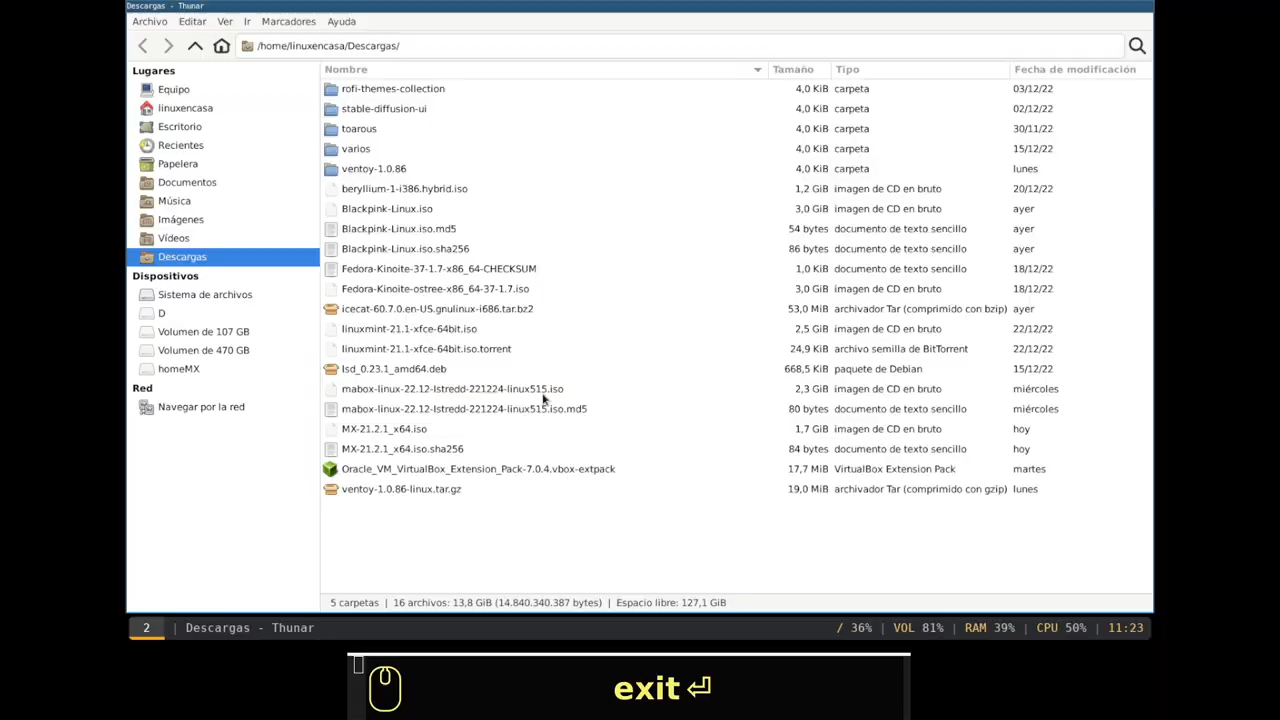 Descargas - Thunar
Archivo Editar Ver Ir Marcadores Ayuda
/home/linuxencasa/Descargas/
Lugares
Equipo
linuxencasa
Escritorio
Recientes
Papelera
Documentos
Música
Imágenes
Vídeos
Descargas
Dispositivos
Sistema de archivos
D
Volumen de 107 GB
Volumen de 470 GB
homeMX
Red
Navegar por la red
Nombre Tamaño Tipo Fecha de modificación
rofi-themes-collection 4,0 KiB carpeta 03/12/22
stable-diffusion-ui 4,0 KiB carpeta 02/12/22
toarous 4,0 KiB carpeta 30/11/22
varios 4,0 KiB carpeta 15/12/22
ventoy-1.0.86 4,0 KiB carpeta lunes
beryllium-1-i386.hybrid.iso 1,2 GiB imagen de CD en bruto 20/12/22
Blackpink-Linux.iso 3,0 GiB imagen de CD en bruto ayer
Blackpink-Linux.iso.md5 54 bytes documento de texto sencillo ayer
Blackpink-Linux.iso.sha256 86 bytes documento de texto sencillo ayer
Fedora-Kinoite-37-1.7-x86_64-CHECKSUM 1,0 KiB documento de texto sencillo 18/12/22
Fedora-Kinoite-ostree-x86_64-37-1.7.iso 3,0 GiB imagen de CD en bruto 18/12/22
icecat-60.7.0.en-US.gnulinux-i686.tar.bz2 53,0 MiB archivador Tar (comprimido con bzip) ayer
linuxmint-21.1-xfce-64bit.iso 2,5 GiB imagen de CD en bruto 22/12/22
linuxmint-21.1-xfce-64bit.iso.torrent 24,9 KiB archivo semilla de BitTorrent 22/12/22
lsd_0.23.1_amd64.deb 668,5 KiB paquete de Debian 15/12/22
mabox-linux-22.12-Istredd-221224-linux515.iso 2,3 GiB imagen de CD en bruto miércoles
mabox-linux-22.12-Istredd-221224-linux515.iso.md5 80 bytes documento de texto sencillo miércoles
MX-21.2.1_x64.iso 1,7 GiB imagen de CD en bruto hoy
MX-21.2.1_x64.iso.sha256 84 bytes documento de texto sencillo hoy
Oracle_VM_VirtualBox_Extension_Pack-7.0.4.vbox-extpack 17,7 MiB VirtualBox Extension Pack martes
ventoy-1.0.86-linux.tar.gz 19,0 MiB archivador Tar (comprimido con gzip) lunes
5 carpetas | 16 archivos: 13,8 GiB (14.840.340.387 bytes) | Espacio libre: 127,1 GiB
2 | Descargas - Thunar / 36% | VOL 81% | RAM 39% | CPU 50% | 11:23
exit ⏎